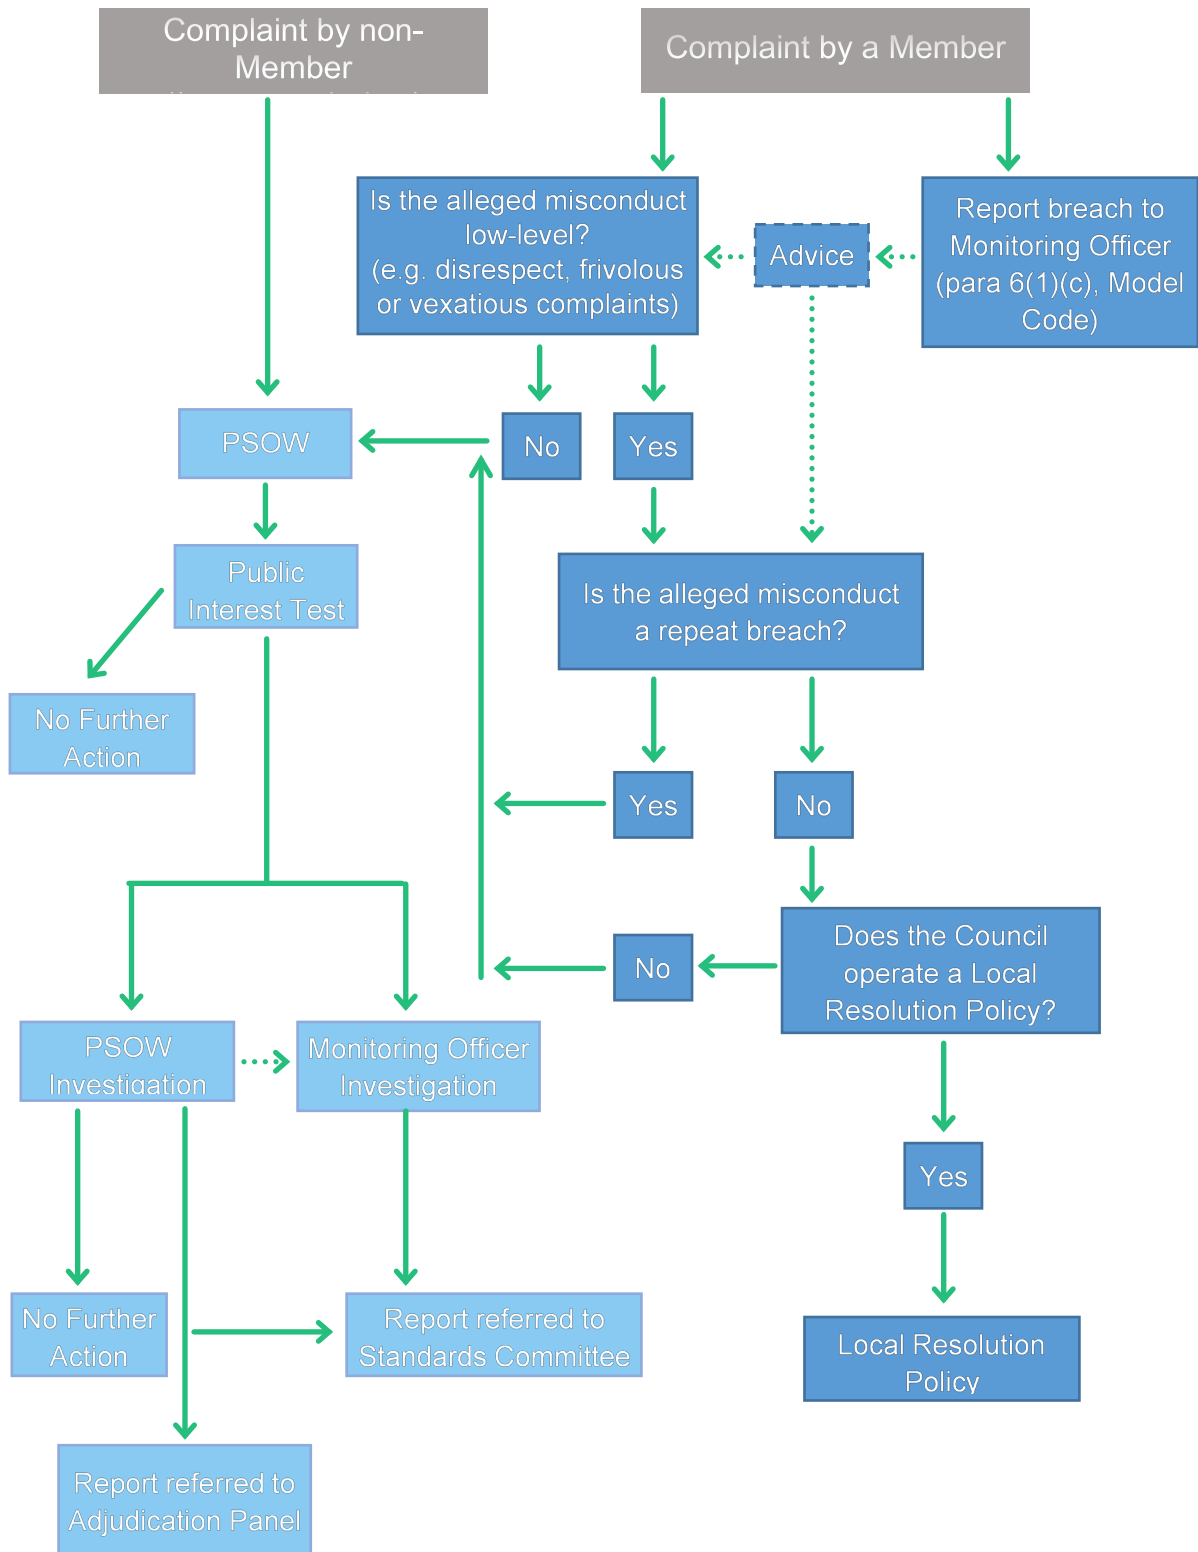 Complaint by non-
Member
Complaint by a Member
Is the alleged misconduct
low-level?
(e.g. disrespect, frivolous
or vexatious complaints)
Advice
Report breach to
Monitoring Officer
(para 6(1)(c), Model
Code)
PSOW
No
Yes
Public
Interest Test
Is the alleged misconduct
a repeat breach?
No Further
Action
Yes
No
Does the Council
operate a Local
Resolution Policy?
No
PSOW
Investigation
Monitoring Officer
Investigation
Yes
No Further
Action
Report referred to
Standards Committee
Local Resolution
Policy
Report referred to
Adjudication Panel